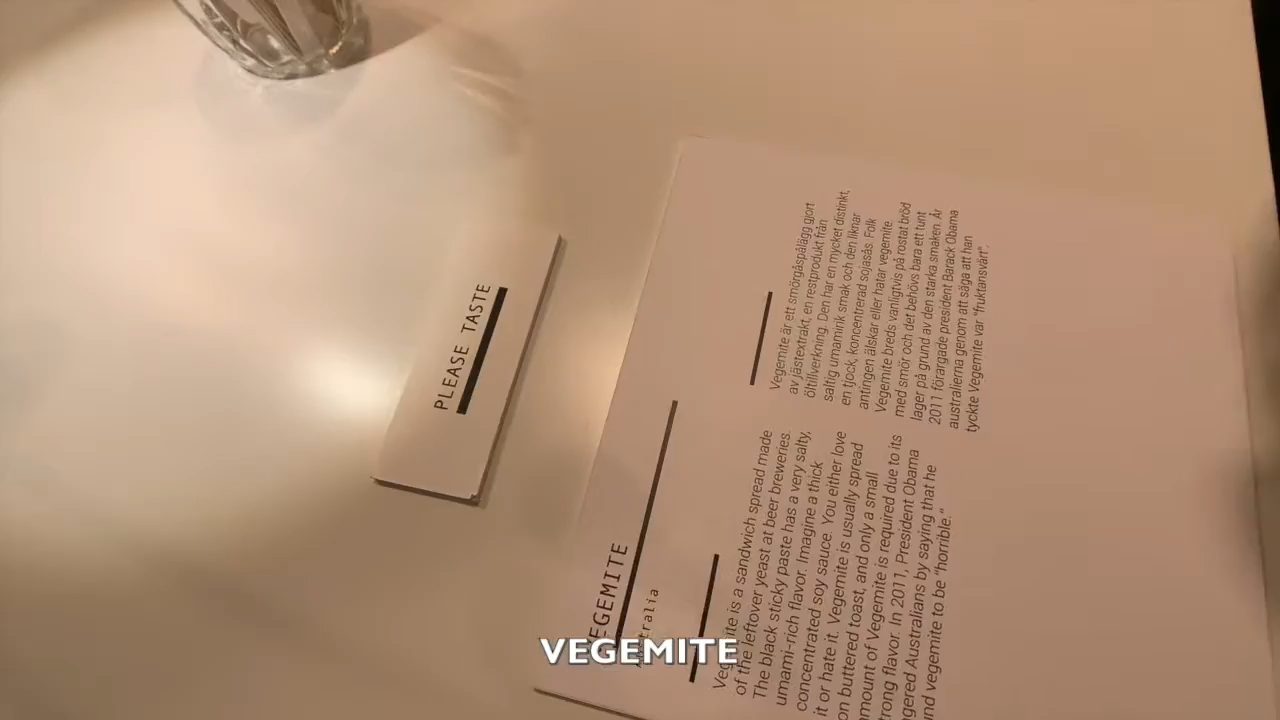 PLEASE TASTE
VEGEMITE
Australia
Vegemite is a sandwich spread made
of the leftover yeast at beer breweries.
The black sticky paste has a very salty,
umami-rich flavor. Imagine a thick
concentrated soy sauce. You either love
it or hate it. Vegemite is usually spread
on buttered toast, and only a small
amount of Vegemite is required due to its
strong flavor. In 2011, President Obama
angered Australians by saying that he
found vegemite to be "horrible."
Vegemite är ett smörgåspålägg gjort
av jästextrakt, en restprodukt från
öltillverkning. Den har en mycket distinkt,
saltig umamirik smak och den liknar
en tjock, koncentrerad sojasås. Folk
antingen älskar eller hatar vegemite.
Vegemite breds vanligtvis på rostat bröd
med smör och det behövs bara ett tunt
lager på grund av den starka smaken. År
2011 förargade president Barack Obama
australierna genom att säga att han
tyckte Vegemite var "fruktansvärt".
VEGEMITE